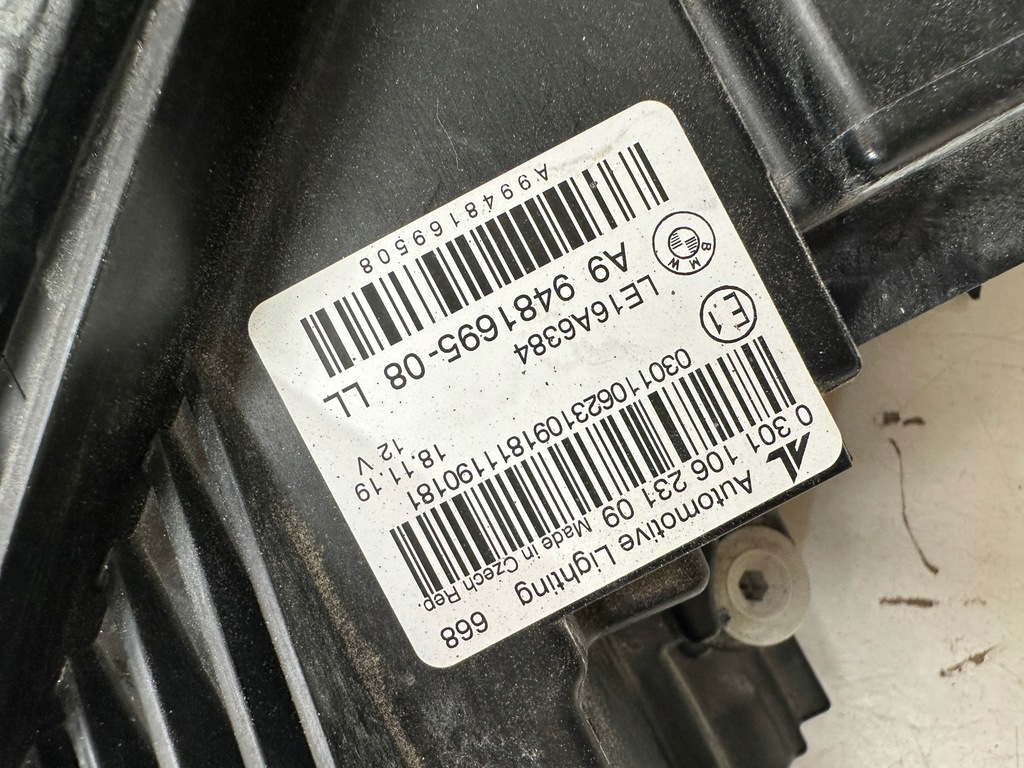 AL Automotive Lighting 668
0 301 106 231 09 Made in Czech Rep.
0301106231091811190181
E1 18.11.19
12 V
LE16A6384
BMW A9 9481695-08 LL
A9948169508